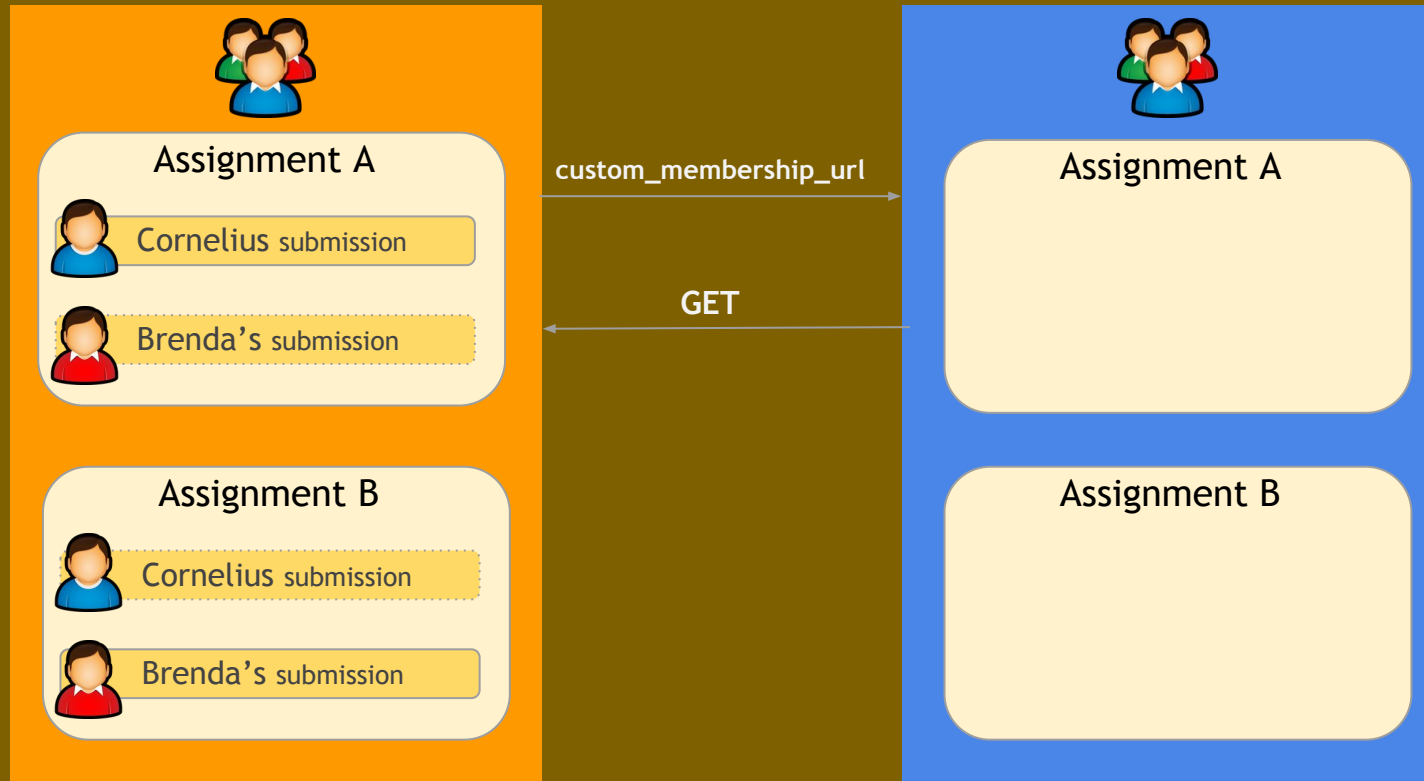 Assignment A
Cornelius submission
Brenda’s submission
Assignment B
Cornelius submission
Brenda’s submission
custom_membership_url
GET
Assignment A
Assignment B